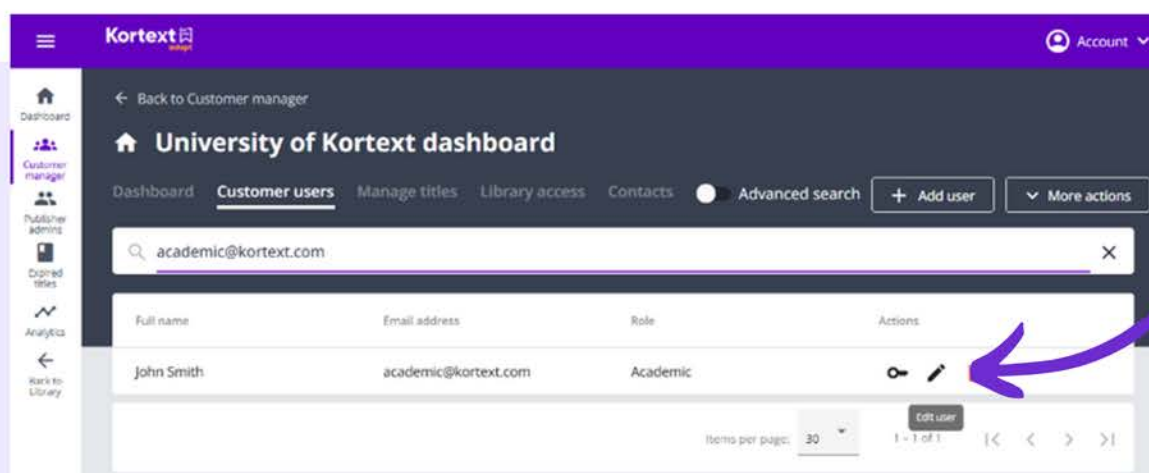 Kortext
adopt
Account
Dashboard
Customer
manager
Publisher
admins
Expired
titles
Analytics
Back to
Library
Back to Customer manager
University of Kortext dashboard
Dashboard Customer users Manage titles Library access Contacts Advanced search + Add user More actions
academic@kortext.com
Full name Email address Role Actions
John Smith academic@kortext.com Academic
Edit user
Items per page: 30 1 - 1 of 1